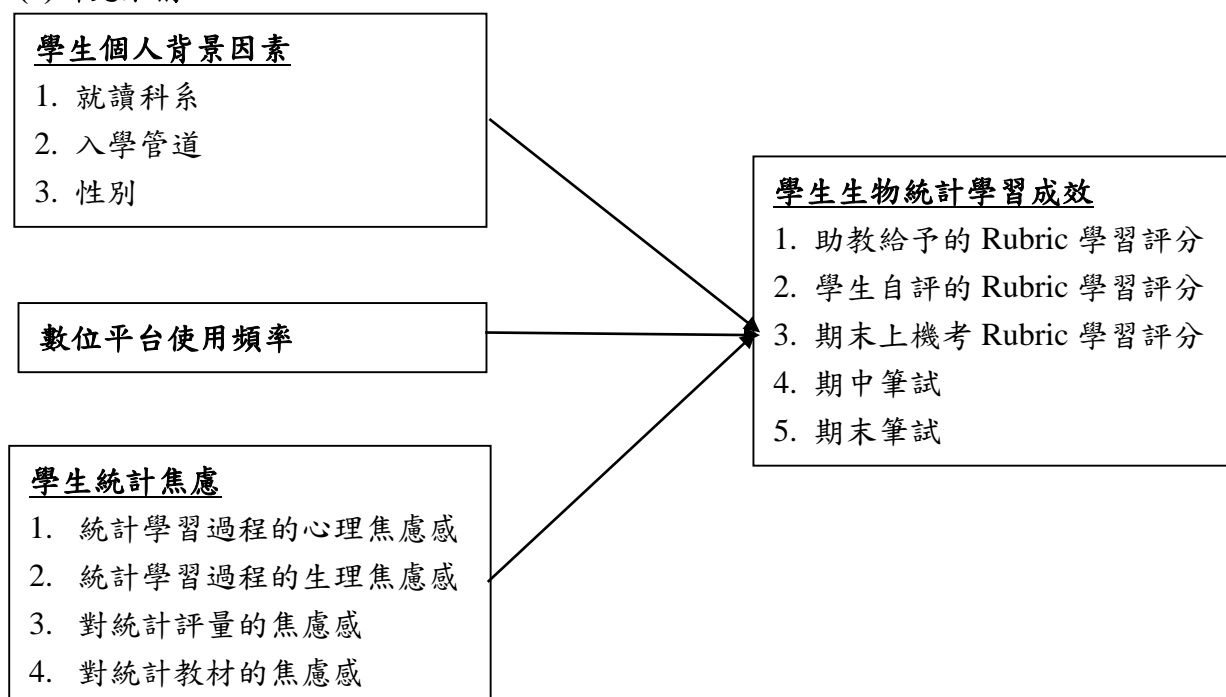 學生個人背景因素
1. 就讀科系
2. 入學管道
3. 性別
數位平台使用頻率
學生統計焦慮
1. 統計學習過程的心理焦慮感
2. 統計學習過程的生理焦慮感
3. 對統計評量的焦慮感
4. 對統計教材的焦慮感
學生生物統計學習成效
1. 助教給予的 Rubric 學習評分
2. 學生自評的 Rubric 學習評分
3. 期末上機考 Rubric 學習評分
4. 期中筆試
5. 期末筆試